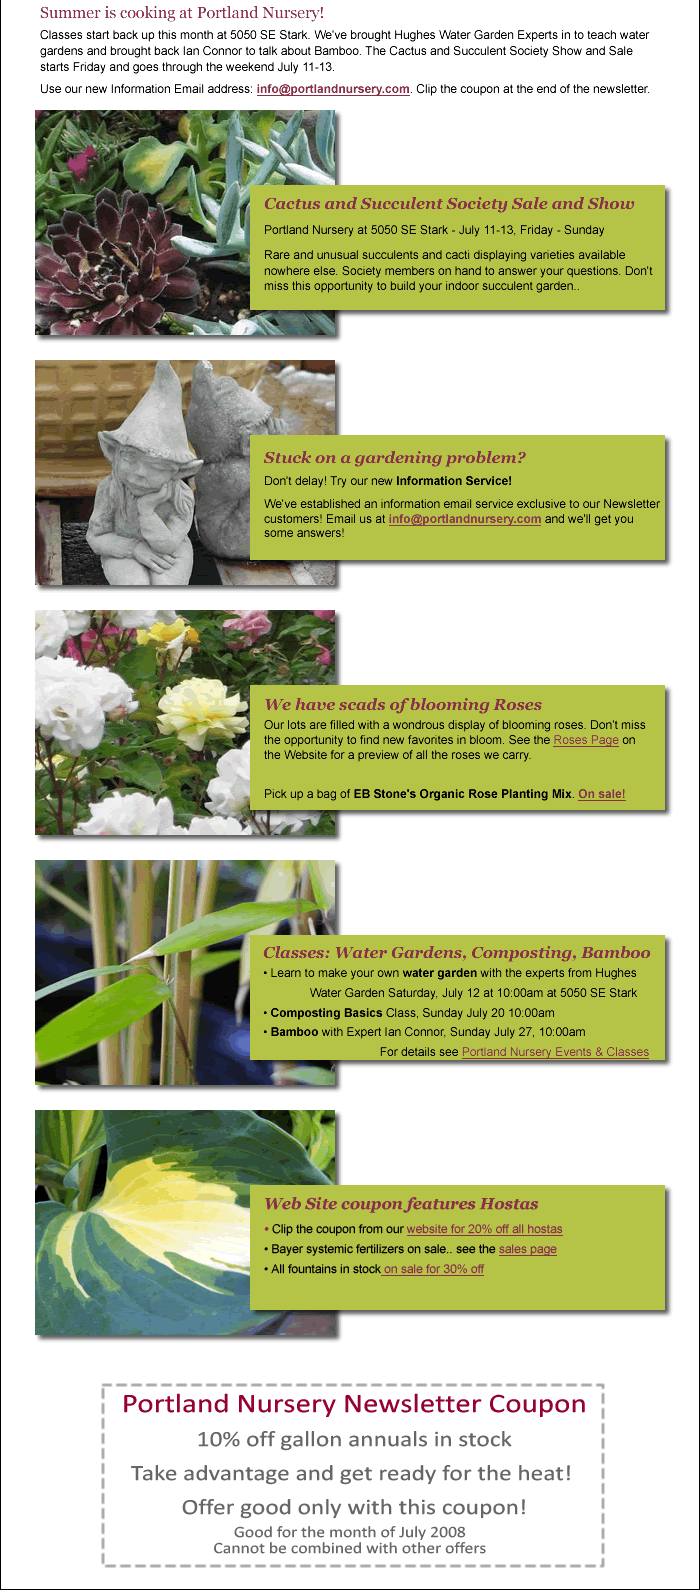 Summer is cooking at Portland Nursery!
Classes start back up this month at 5050 SE Stark. We've brought Hughes Water Garden Experts in to teach water
gardens and brought back Ian Connor to talk about Bamboo. The Cactus and Succulent Society Show and Sale
starts Friday and goes through the weekend July 11-13.
Use our new Information Email address: info@portlandnursery.com. Clip the coupon at the end of the newsletter.
Cactus and Succulent Society Sale and Show
Portland Nursery at 5050 SE Stark - July 11-13, Friday - Sunday
Rare and unusual succulents and cacti displaying varieties available
nowhere else. Society members on hand to answer your questions. Don't
miss this opportunity to build your indoor succulent garden..
Stuck on a gardening problem?
Don't delay! Try our new Information Service!
We've established an information email service exclusive to our Newsletter
customers! Email us at info@portlandnursery.com and we'll get you
some answers!
We have scads of blooming Roses
Our lots are filled with a wondrous display of blooming roses. Don't miss
the opportunity to find new favorites in bloom. See the Roses Page on
the Website for a preview of all the roses we carry.
Pick up a bag of EB Stone's Organic Rose Planting Mix. On sale!
Classes: Water Gardens, Composting, Bamboo
• Learn to make your own water garden with the experts from Hughes
Water Garden Saturday, July 12 at 10:00am at 5050 SE Stark
• Composting Basics Class, Sunday July 20 10:00am
• Bamboo with Expert Ian Connor, Sunday July 27, 10:00am
For details see Portland Nursery Events & Classes
Web Site coupon features Hostas
• Clip the coupon from our website for 20% off all hostas
• Bayer systemic fertilizers on sale.. see the sales page
• All fountains in stock on sale for 30% off
Portland Nursery Newsletter Coupon
10% off gallon annuals in stock
Take advantage and get ready for the heat!
Offer good only with this coupon!
Good for the month of July 2008
Cannot be combined with other offers